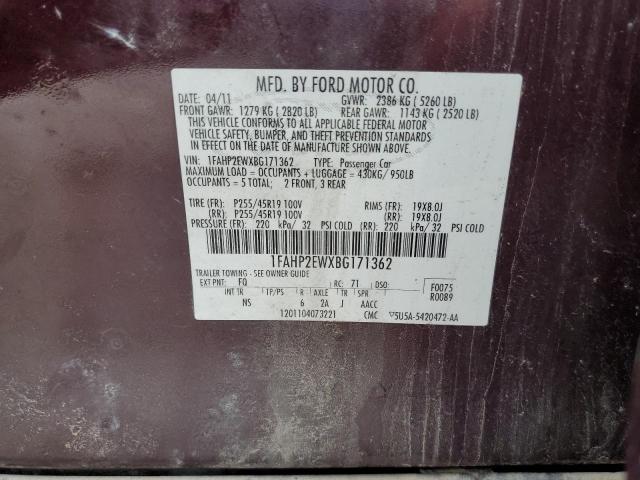 MFD. BY FORD MOTOR CO.
DATE: 04/11 GVWR: 2386 KG ( 5260 LB)
FRONT GAWR: 1279 KG ( 2820 LB) REAR GAWR: 1143 KG ( 2520 LB)
THIS VEHICLE CONFORMS TO ALL APPLICABLE FEDERAL MOTOR
VEHICLE SAFETY, BUMPER, AND THEFT PREVENTION STANDARDS
IN EFFECT ON THE DATE OF MANUFACTURE SHOWN ABOVE.
VIN: 1FAHP2EWXBG171362 TYPE: Passenger Car
MAXIMUM LOAD = OCCUPANTS + LUGGAGE = 430KG/950LB
OCCUPANTS = 5 TOTAL; 2 FRONT, 3 REAR
TIRE (FR): P255/45R19 100V RIMS (FR): 19X8.0J
(RR): P255/45R19 100V (RR): 19X8.0J
PRESSURE (FR): 220 kPa/ 32 PSI COLD (RR): 220 kPa/ 32 PSI COLD
1FAHP2EWXBG171362
TRAILER TOWING - SEE OWNER GUIDE
EXT PNT: FQ RC: 71 DSO: F0075
INT TR TP/PS R AXLE TR SPR R0089
NS 6 2A J AACC
1201104073221 CMC ▽5U5A-5420472-AA